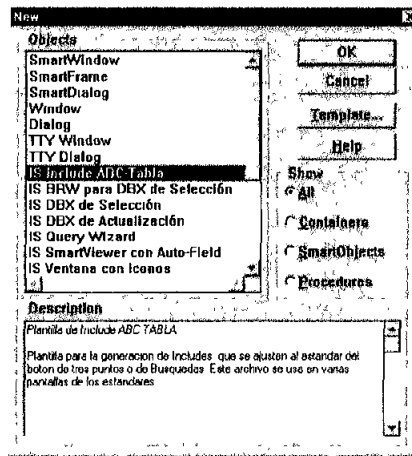 New
Objects
SmartWindow
SmartFrame
SmartDialog
Window
Dialog
TTY Window
TTY Dialog
IS Include ABC Tabla
IS BRW para DBX de Selección
IS DBX de Selección
IS DBX de Actualización
IS Query Wizard
IS SmartViewer con Auto-Field
IS Ventana con Iconos
OK
Cancel
Template...
Help
Show
All
Containers
SmartObjects
Procedures
Description
Plantilla de Include ABC TABLA
Plantilla para la generacion de Includes que se ajusten al estandar del
boton de tres puntos o de Busquedas Este archivo se usa en varias
pantallas de los estandares